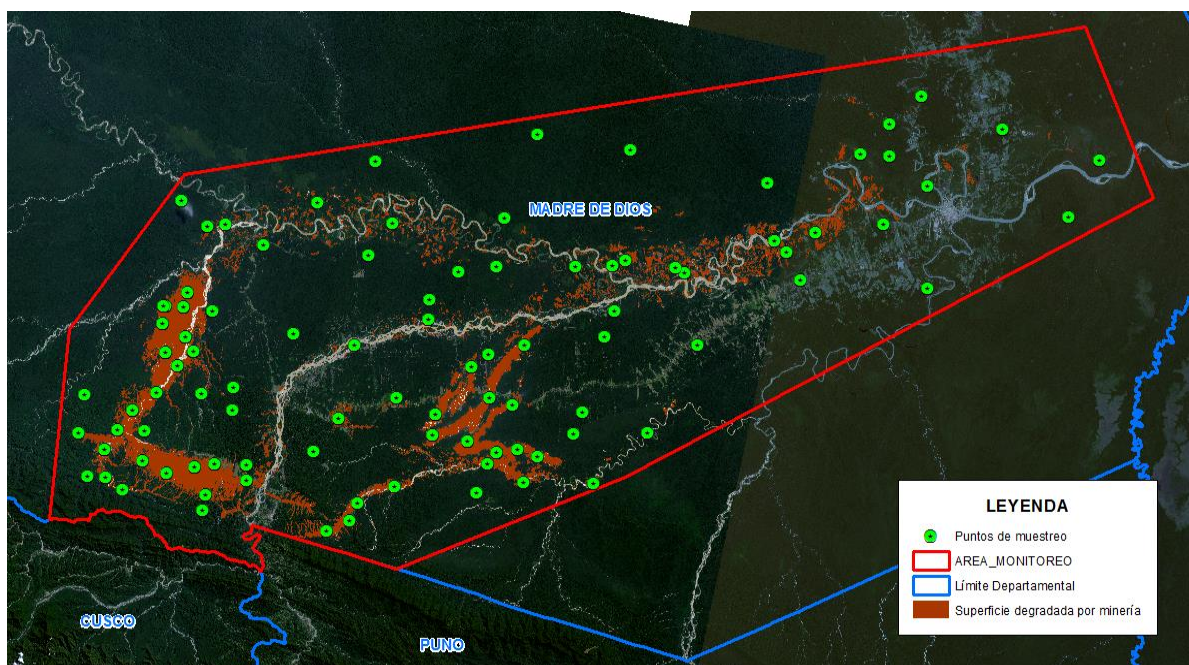 MADRE DE DIOS
CUSCO
PUNO
LEYENDA
Puntos de muestreo
AREA_MONITOREO
Límite Departamental
Superficie degradada por minería